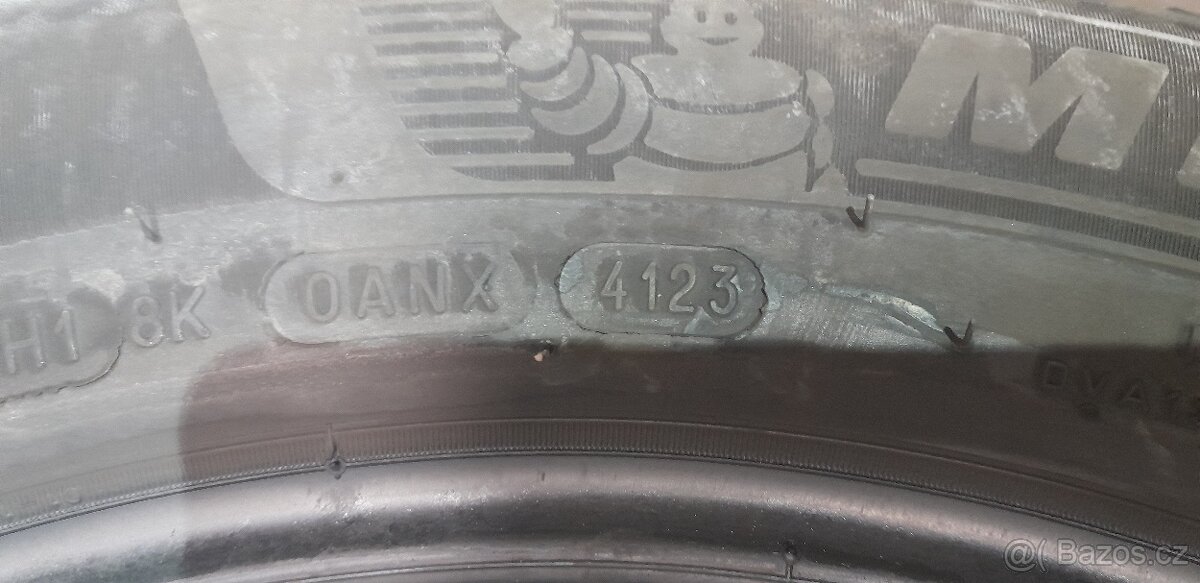 M
H1 8K 0ANX 4123
@( Bazos.cz